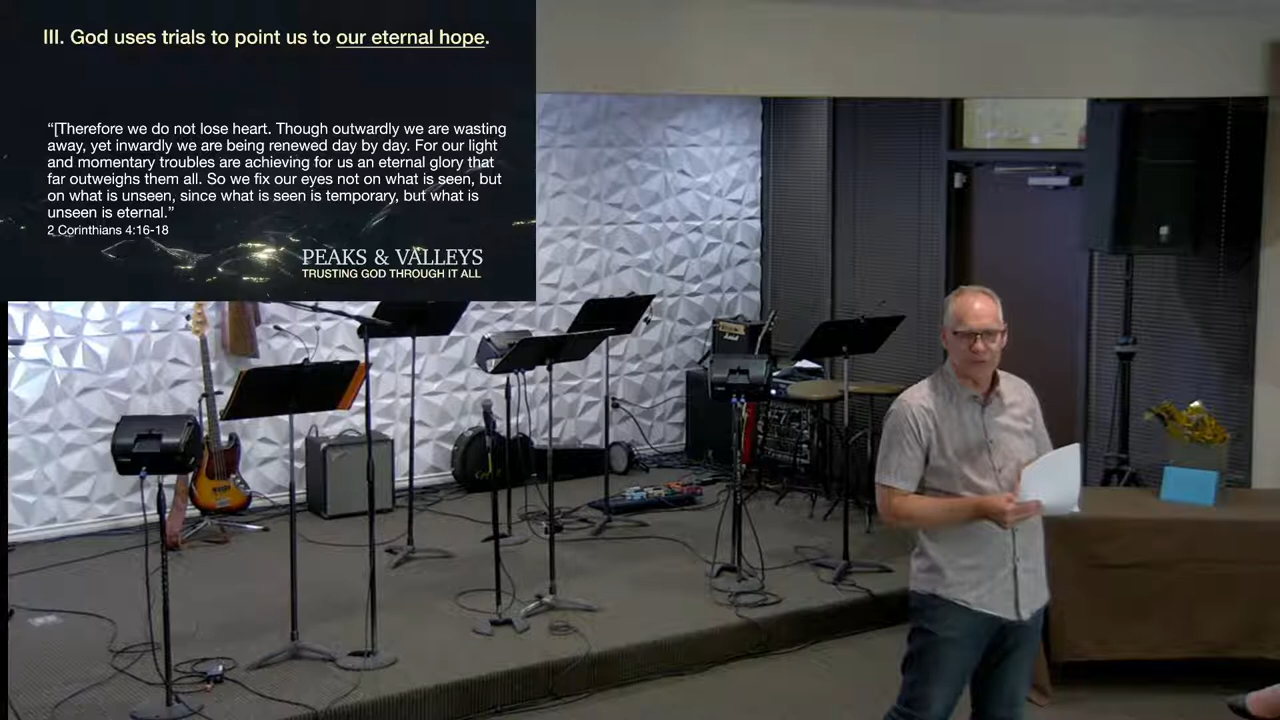 III. God uses trials to point us to our eternal hope.
“[Therefore we do not lose heart. Though outwardly we are wasting
away, yet inwardly we are being renewed day by day. For our light
and momentary troubles are achieving for us an eternal glory that
far outweighs them all. So we fix our eyes not on what is seen, but
on what is unseen, since what is seen is temporary, but what is
unseen is eternal.”
2 Corinthians 4:16-18
PEAKS & VALLEYS
TRUSTING GOD THROUGH IT ALL